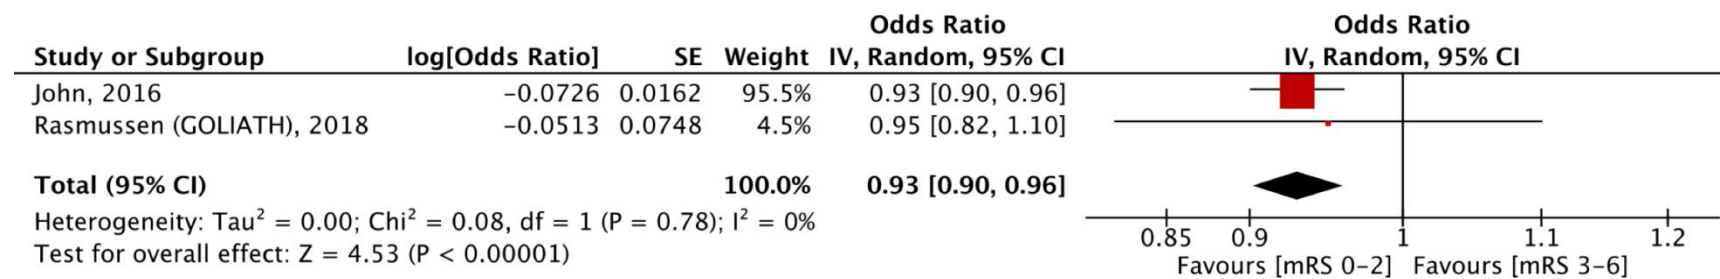 Odds Ratio Odds Ratio
Study or Subgroup log[Odds Ratio] SE Weight IV, Random, 95% CI IV, Random, 95% CI
John, 2016 −0.0726 0.0162 95.5% 0.93 [0.90, 0.96]
Rasmussen (GOLIATH), 2018 −0.0513 0.0748 4.5% 0.95 [0.82, 1.10]
Total (95% CI) 100.0% 0.93 [0.90, 0.96]
Heterogeneity: Tau² = 0.00; Chi² = 0.08, df = 1 (P = 0.78); I² = 0%
Test for overall effect: Z = 4.53 (P < 0.00001)
0.85 0.9 1 1.1 1.2
Favours [mRS 0−2] Favours [mRS 3−6]